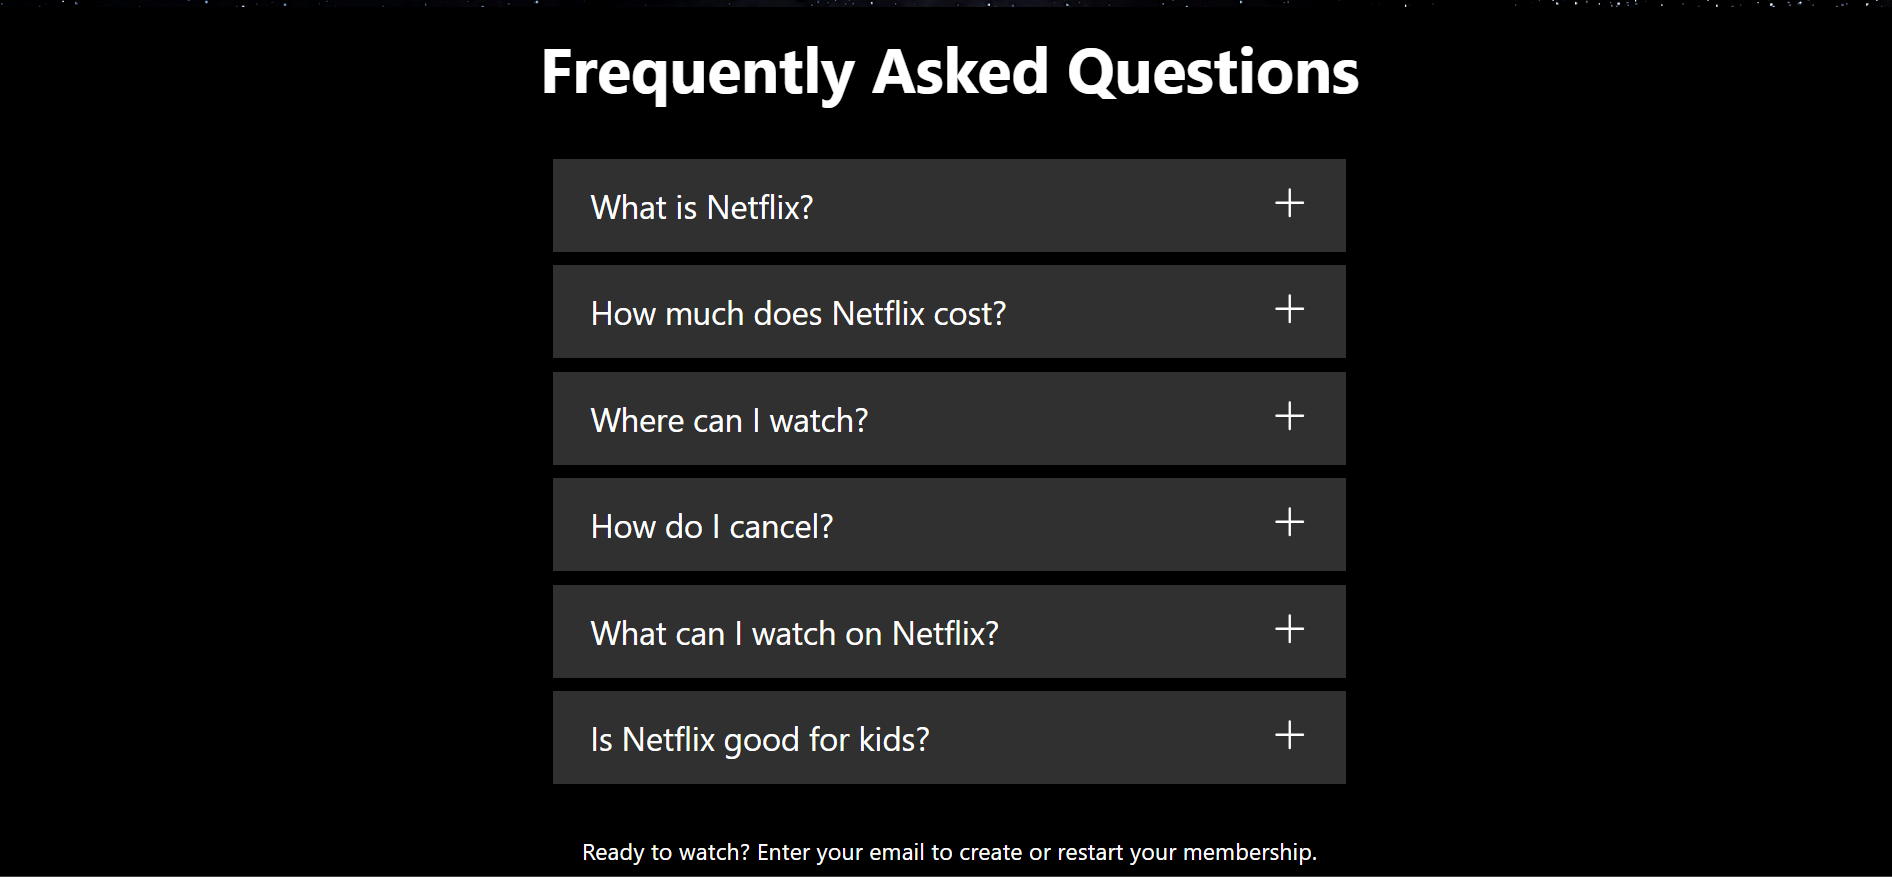 Frequently Asked Questions
What is Netflix?
How much does Netflix cost?
Where can I watch?
How do I cancel?
What can I watch on Netflix?
Is Netflix good for kids?
Ready to watch? Enter your email to create or restart your membership.